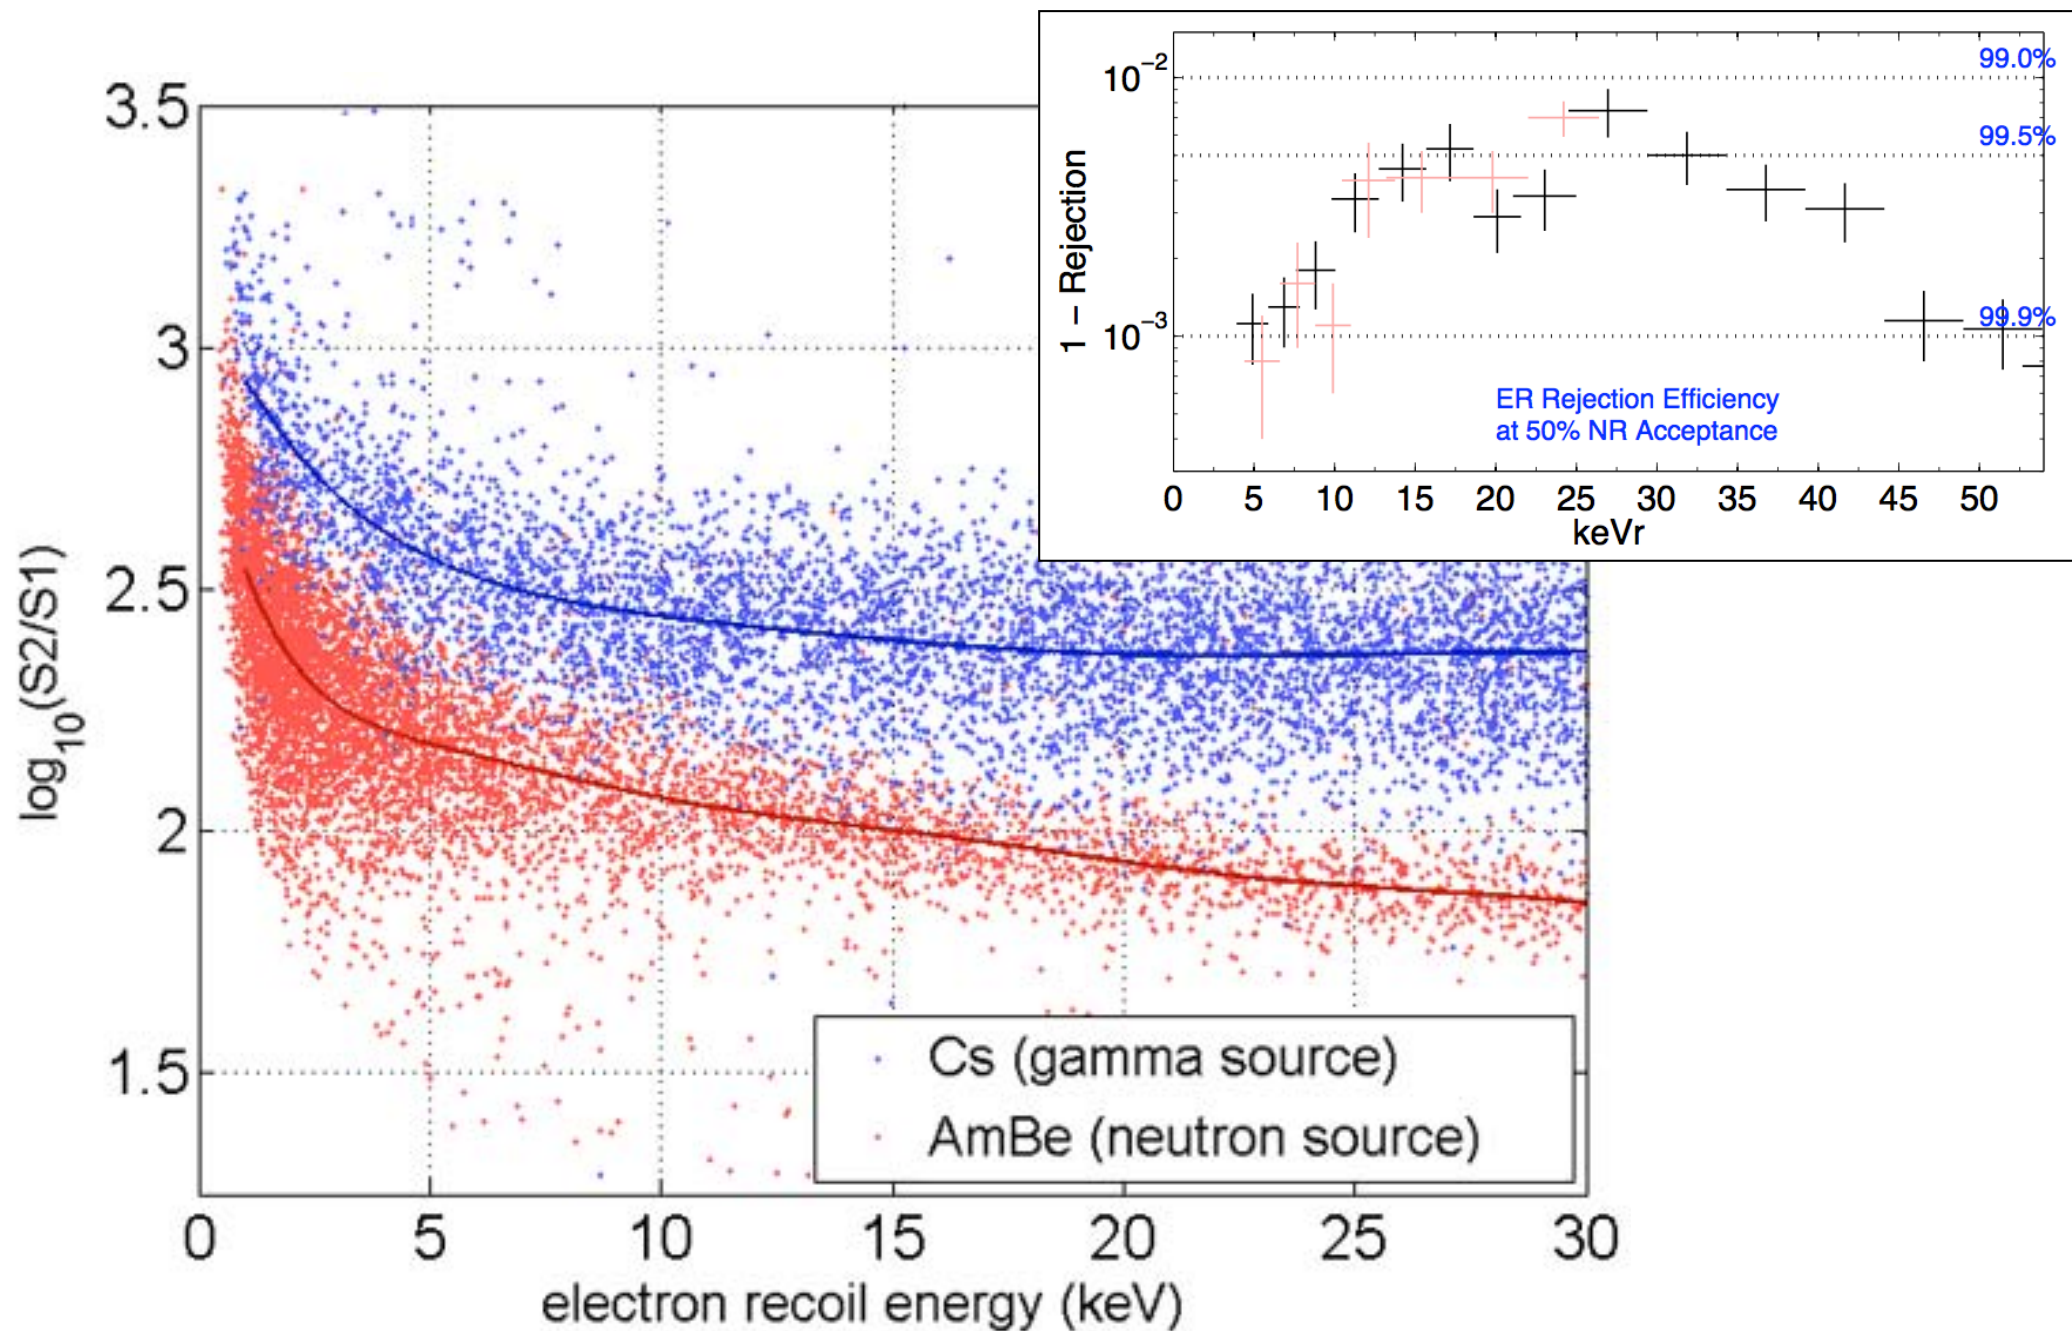 3.5
3
2.5
2
1.5
log10(S2/S1)
0 5 10 15 20 25 30
electron recoil energy (keV)
Cs (gamma source)
AmBe (neutron source)
10−2
10−3
1 − Rejection
99.0%
99.5%
99.9%
ER Rejection Efficiency
at 50% NR Acceptance
0 5 10 15 20 25 30 35 40 45 50
keVr